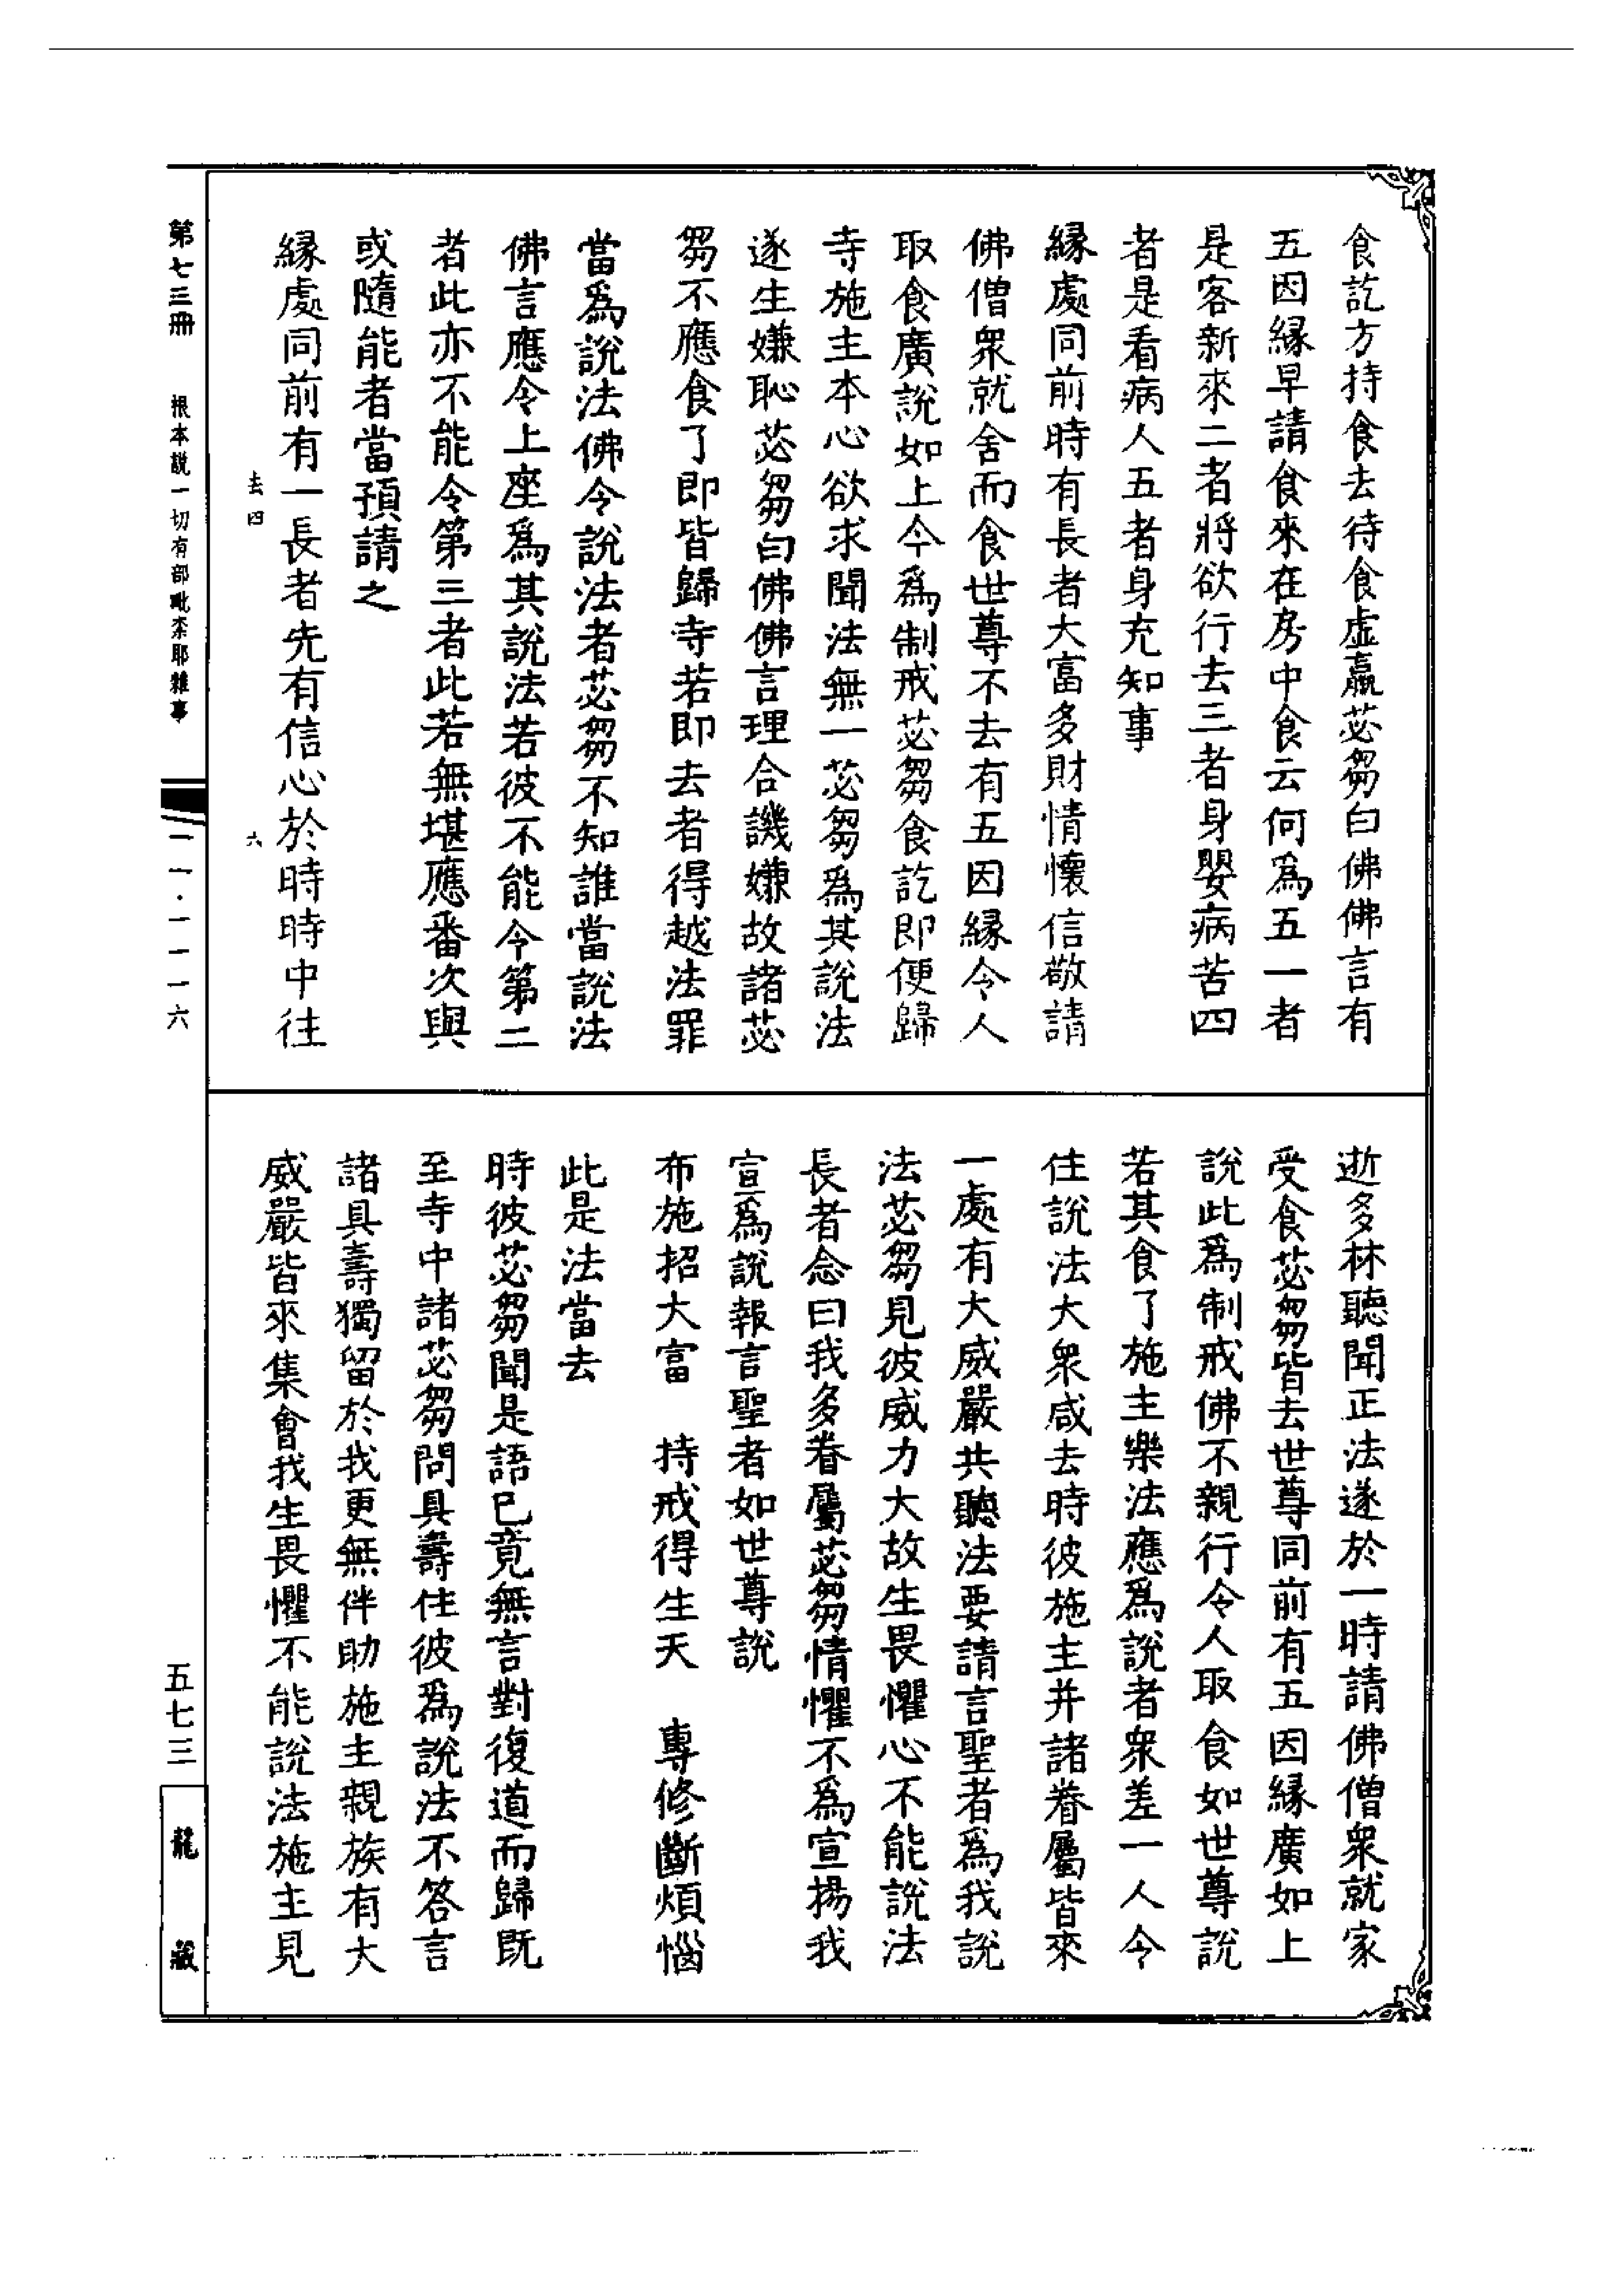 食訖方持食去待食虛羸苾芻白佛佛言有
五因緣早請食來在房中食云何爲五一者
是客新來二者將欲行去三者身嬰病苦四
者是看病人五者身充知事
緣處同前時有長者大富多財情懷信敬請
佛僧衆就舍而食世尊不去有五因緣令人
取食廣說如上今爲制戒苾芻食訖即便歸
寺施主本心欲求聞法無一苾芻爲其說法
遂生嫌恥苾芻白佛佛言理合譏嫌故諸苾
芻不應食了即皆歸寺若即去者得越法罪
當爲說法佛令說法者苾芻不知誰當說法
佛言應令上座爲其說法若彼不能令第二
者此亦不能令第三者此若無堪應番次與
或隨能者當預請之
緣處同前有一長者先有信心於時時中往
逝多林聽聞正法遂於一時請佛僧衆就家
受食苾芻皆去世尊同前有五因緣廣如上
說此爲制戒佛不親行令人取食如世尊說
若其食了施主樂法應爲說者衆差一人令
住說法大衆咸去時彼施主并諸眷屬皆來
一處有大威嚴共聽法要請言聖者爲我說
法苾芻見彼威力大故生畏懼心不能說法
長者念曰我多眷屬苾芻情懼不爲宣揚我
宣爲說報言聖者如世尊說
布施招大富　持戒得生天　專修斷煩惱
此是法當去
時彼苾芻聞是語已竟無言對復道而歸既
至寺中諸苾芻問具壽住彼爲說法不答言
諸具壽獨留於我更無伴助施主親族有大
威嚴皆來集會我生畏懼不能說法施主見
第七三冊　根本說一切有部毗奈耶雜事
去四　六
一一·一一一六
五七三
龍藏